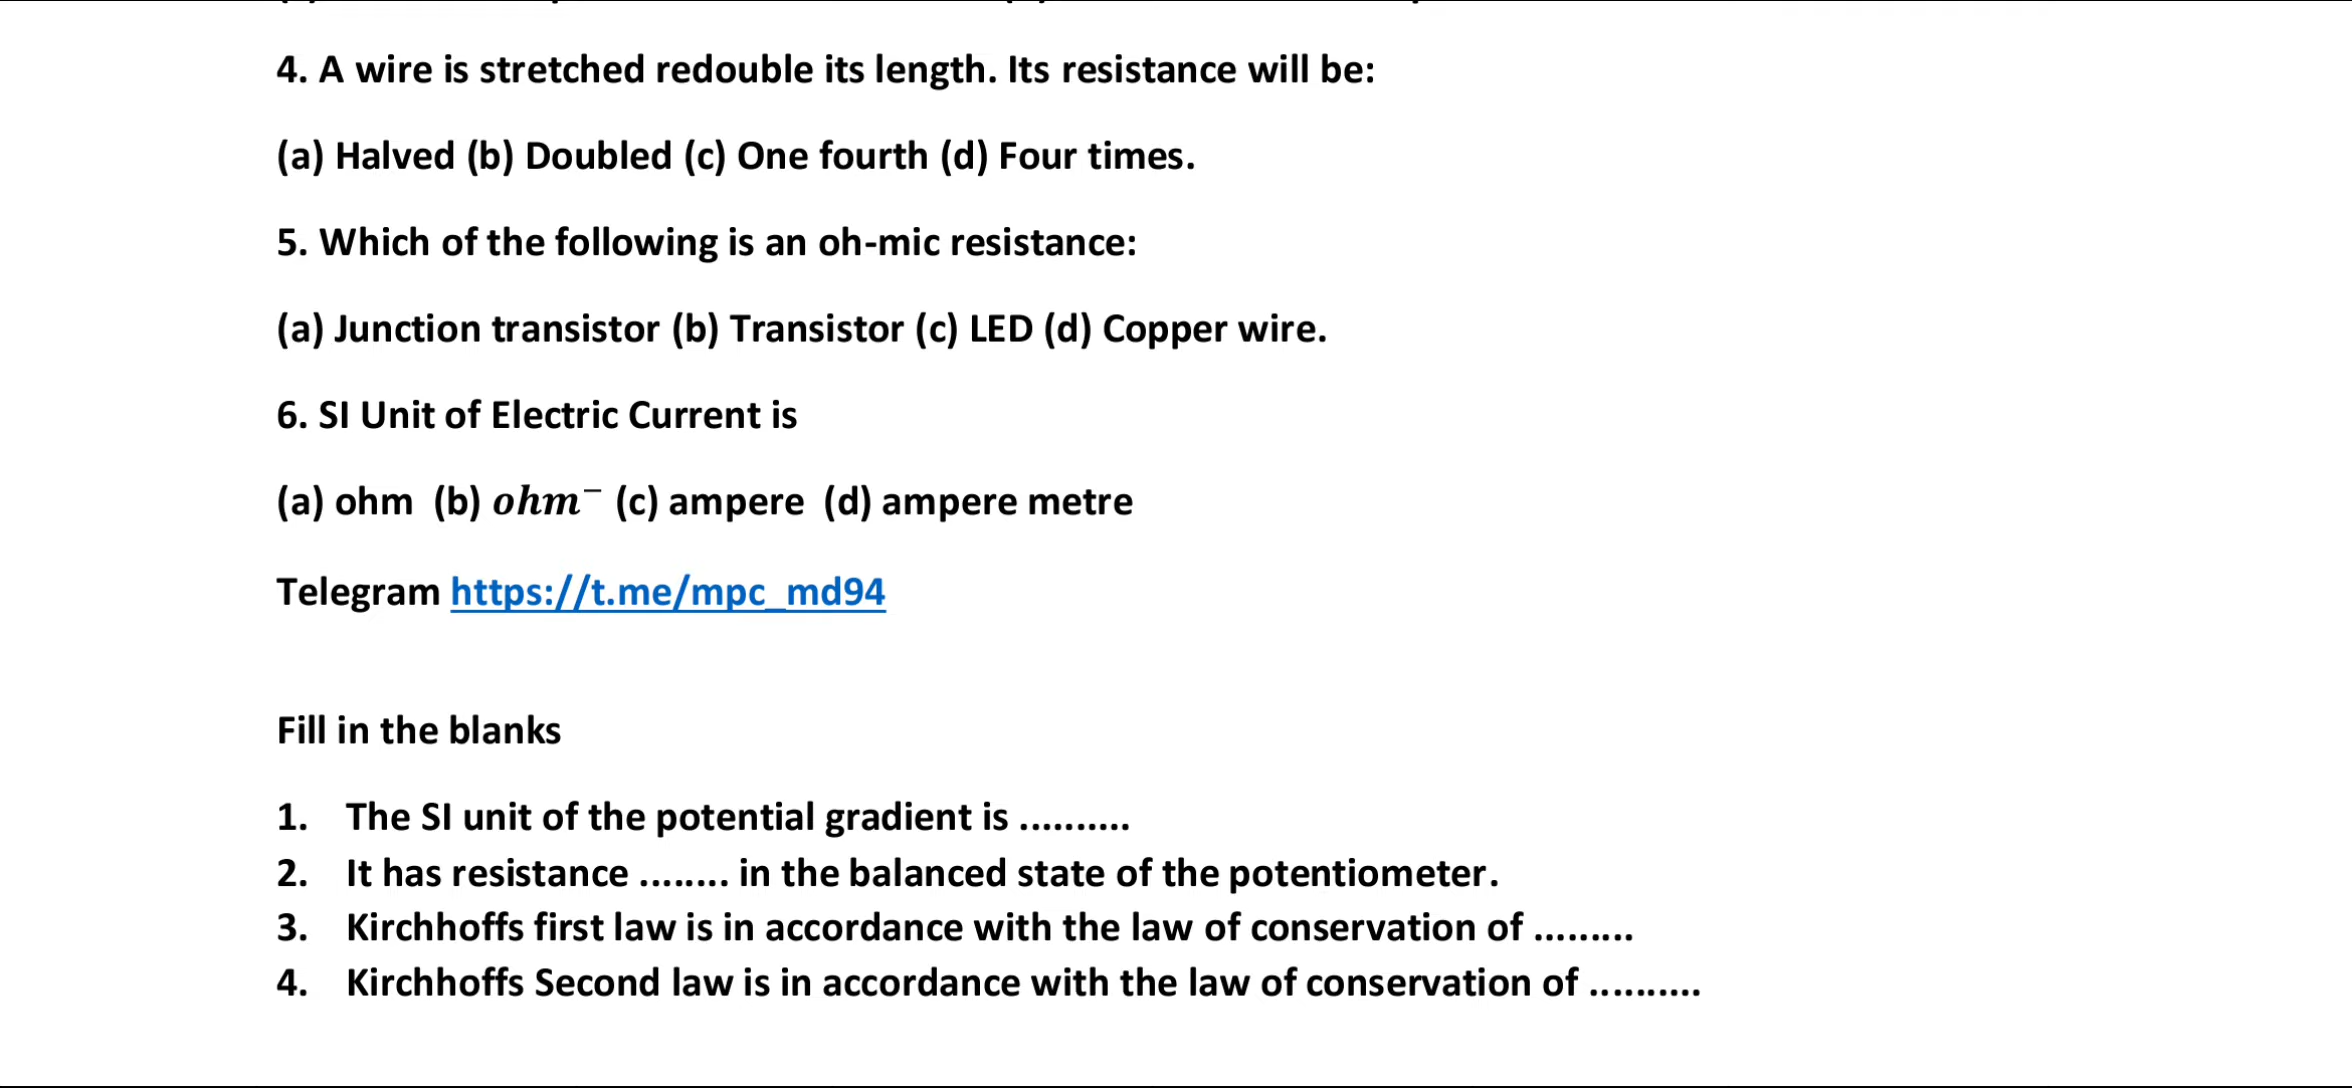 4. A wire is stretched redouble its length. Its resistance will be:
(a) Halved (b) Doubled (c) One fourth (d) Four times.
5. Which of the following is an oh-mic resistance:
(a) Junction transistor (b) Transistor (c) LED (d) Copper wire.
6. SI Unit of Electric Current is
(a) ohm (b) ohm⁻ (c) ampere (d) ampere metre
Telegram https://t.me/mpc_md94
Fill in the blanks
1. The SI unit of the potential gradient is ..........
2. It has resistance ........ in the balanced state of the potentiometer.
3. Kirchhoffs first law is in accordance with the law of conservation of .........
4. Kirchhoffs Second law is in accordance with the law of conservation of ..........